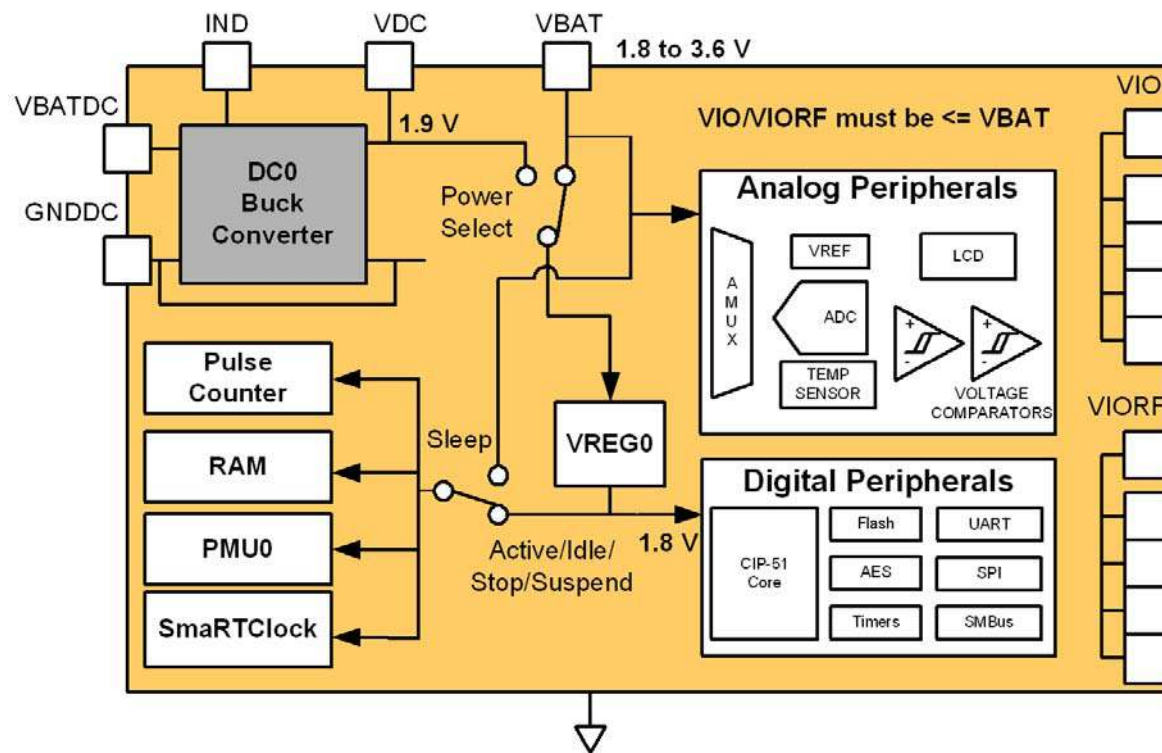 IND
VDC
VBAT
1.8 to 3.6 V
VBATDC
GNDDC
1.9 V
DC0
Buck
Converter
Power
Select
VIO/VIORF must be <= VBAT
VIO
Analog Peripherals
AMUX
VREF
LCD
ADC
TEMP
SENSOR
+
-
+
-
VOLTAGE
COMPARATORS
Pulse
Counter
RAM
PMU0
SmaRTClock
Sleep
VREG0
Active/Idle/
Stop/Suspend
1.8 V
VIORF
Digital Peripherals
CIP-51
Core
Flash
UART
AES
SPI
Timers
SMBus